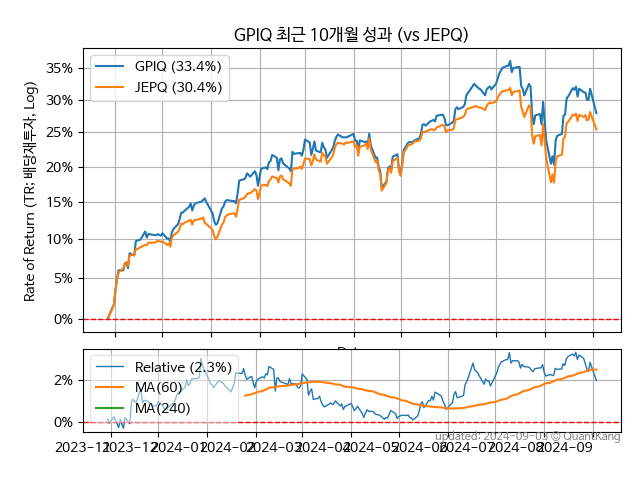 GPIQ 최근 10개월 성과 (vs JEPQ)
Rate of Return (TR: 배당재투자, Log)
35%
30%
25%
20%
15%
10%
5%
0%
GPIQ (33.4%)
JEPQ (30.4%)
2%
0%
Relative (2.3%)
MA(60)
MA(240)
2023-11 2023-12 2024-01 2024-02 2024-03 2024-04 2024-05 2024-06 2024-07 2024-08 2024-09
updated: 2024-09-03 © QuantKang